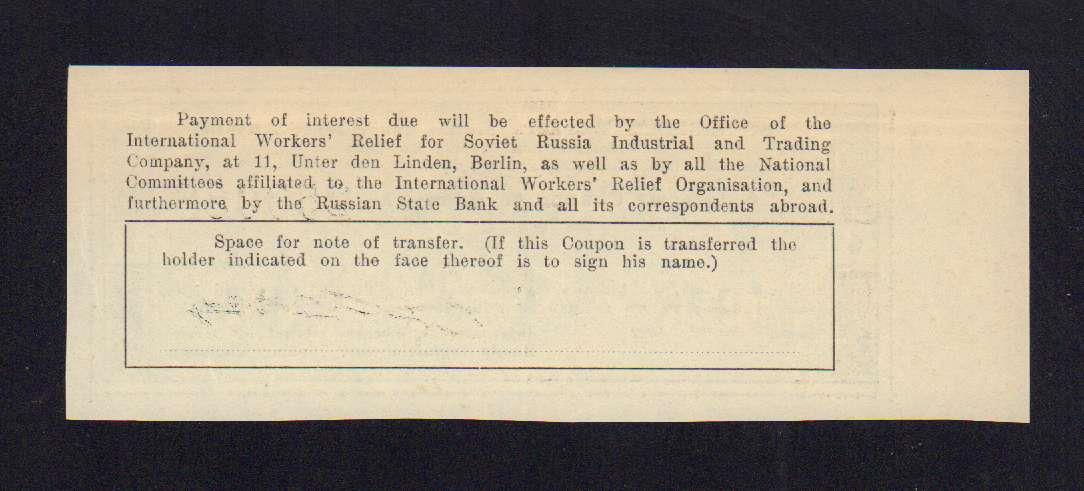 Payment of interest due will be effected by the Office of the
International Workers' Relief for Soviet Russia Industrial and Trading
Company, at 11, Unter den Linden, Berlin, as well as by all the National
Committees affiliated to the International Workers' Relief Organisation, and
furthermore by the Russian State Bank and all its correspondents abroad.
Space for note of transfer. (If this Coupon is transferred the
holder indicated on the face thereof is to sign his name.)